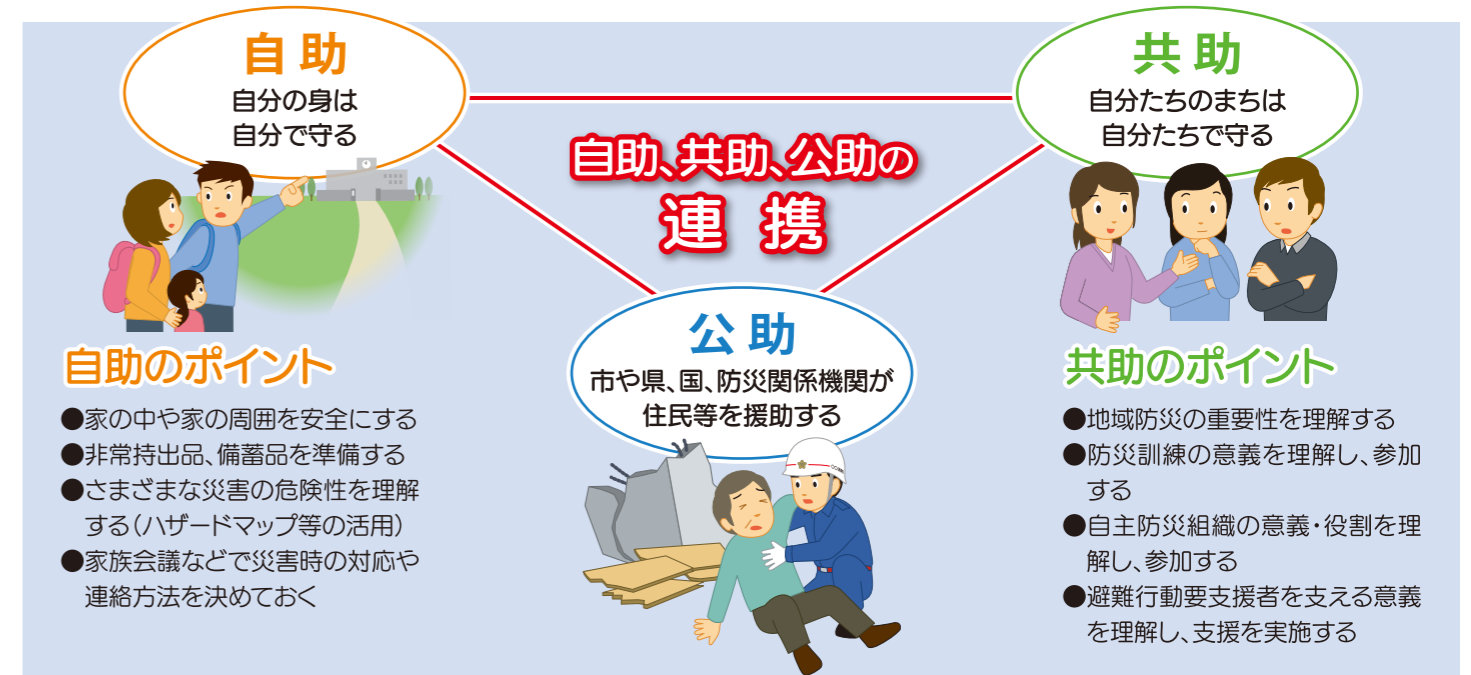 自助
自分の身は
自分で守る
共助
自分たちのまちは
自分たちで守る
自助、共助、公助の
連携
公助
市や県、国、防災関係機関が
住民等を援助する
自助のポイント
●家の中や家の周囲を安全にする
●非常持出品、備蓄品を準備する
●さまざまな災害の危険性を理解
する(ハザードマップ等の活用)
●家族会議などで災害時の対応や
連絡方法を決めておく
共助のポイント
●地域防災の重要性を理解する
●防災訓練の意義を理解し、参加
する
●自主防災組織の意義・役割を理
解し、参加する
●避難行動要支援者を支える意義
を理解し、支援を実施する